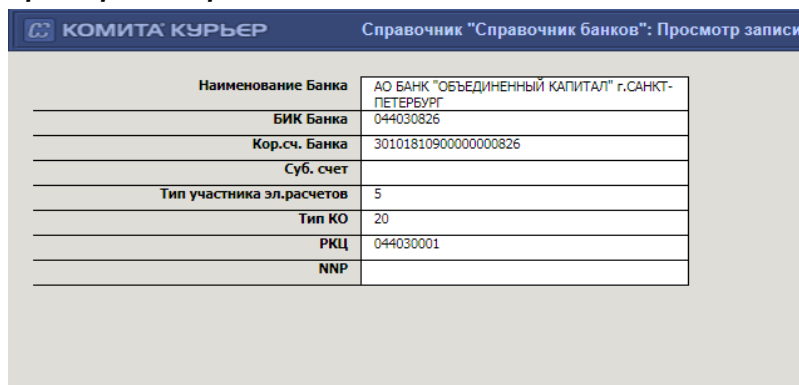 КОМИТА КУРЬЕР Справочник "Справочник банков": Просмотр записи
Наименование Банка АО БАНК "ОБЪЕДИНЕННЫЙ КАПИТАЛ" г.САНКТ-
ПЕТЕРБУРГ
БИК Банка 044030826
Кор.сч. Банка 30101810900000000826
Суб. счет
Тип участника эл.расчетов 5
Тип КО 20
РКЦ 044030001
NNP